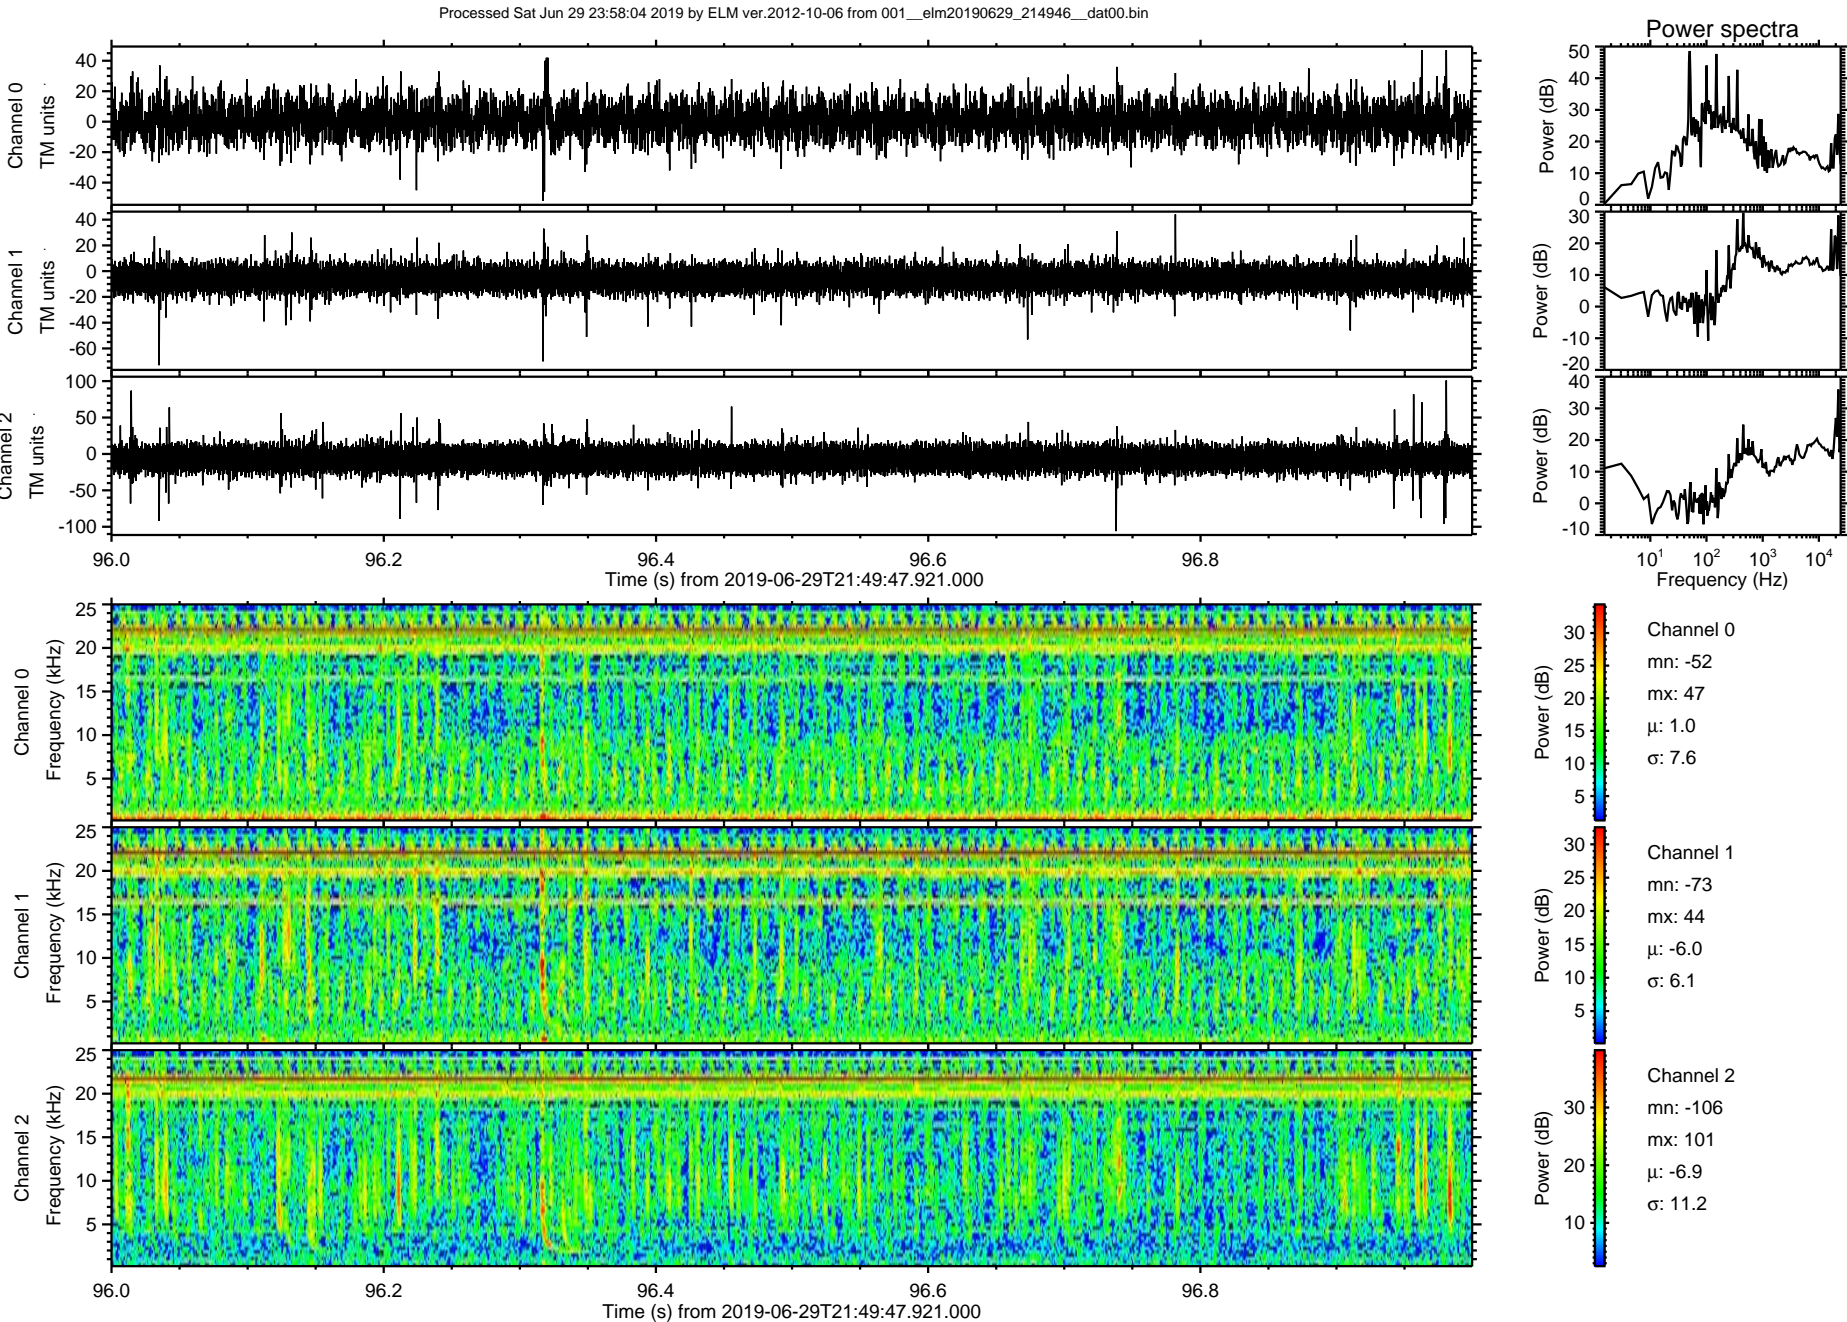 Processed Sat Jun 29 23:58:04 2019 by ELM ver.2012-10-06 from 001__elm20190629_214946__dat00.bin
Power spectra
Channel 0
TM units
40
20
0
-20
-40
Power (dB)
50
40
30
20
10
0
Channel 1
TM units
40
20
0
-20
-40
-60
Power (dB)
30
20
10
0
-10
-20
Channel 2
TM units
100
50
0
-50
-100
Power (dB)
40
30
20
10
0
-10
96.0 96.2 96.4 96.6 96.8
Time (s) from 2019-06-29T21:49:47.921.000
10¹ 10² 10³ 10⁴
Frequency (Hz)
Channel 0
Frequency (kHz)
25
20
15
10
5
Power (dB)
30
25
20
15
10
5
Channel 0
mn: -52
mx: 47
μ: 1.0
σ: 7.6
Channel 1
Frequency (kHz)
25
20
15
10
5
Power (dB)
30
25
20
15
10
5
Channel 1
mn: -73
mx: 44
μ: -6.0
σ: 6.1
Channel 2
Frequency (kHz)
25
20
15
10
5
Power (dB)
30
20
10
Channel 2
mn: -106
mx: 101
μ: -6.9
σ: 11.2
96.0 96.2 96.4 96.6 96.8
Time (s) from 2019-06-29T21:49:47.921.000